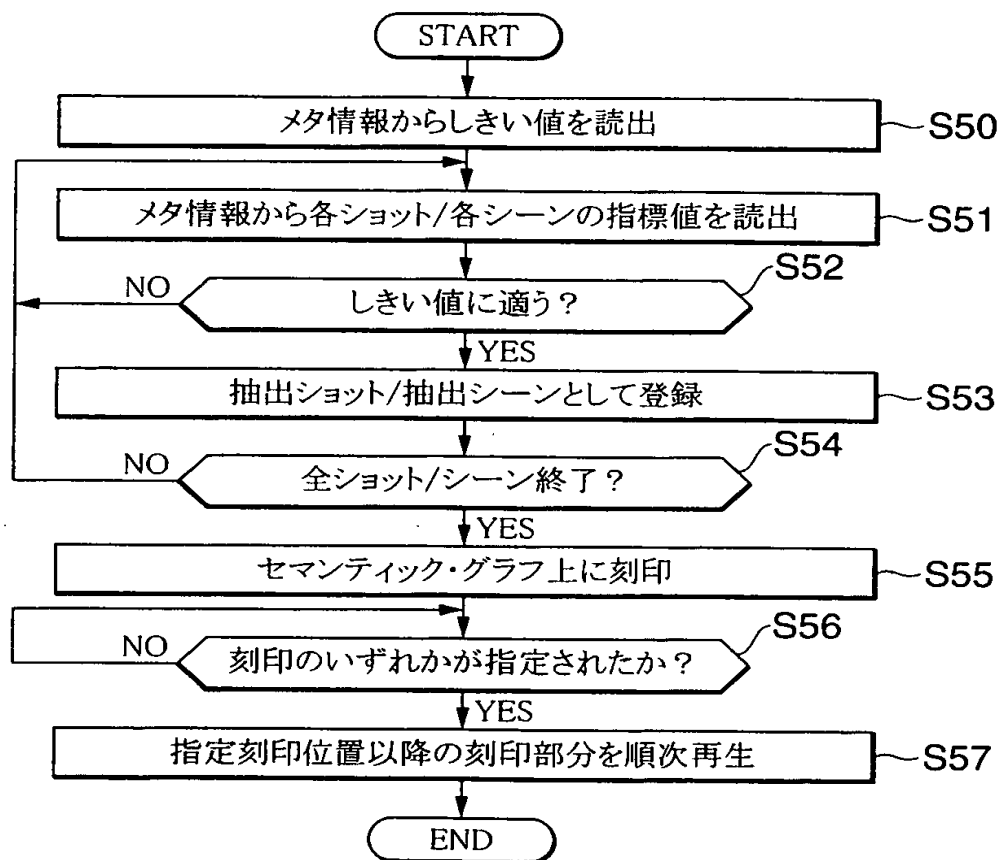 START
メタ情報からしきい値を読出
S50
メタ情報から各ショット/各シーンの指標値を読出
S51
S52
NO
しきい値に適う?
YES
抽出ショット/抽出シーンとして登録
S53
S54
NO
全ショット/シーン終了?
YES
セマンティック・グラフ上に刻印
S55
S56
NO
刻印のいずれかが指定されたか?
YES
指定刻印位置以降の刻印部分を順次再生
S57
END